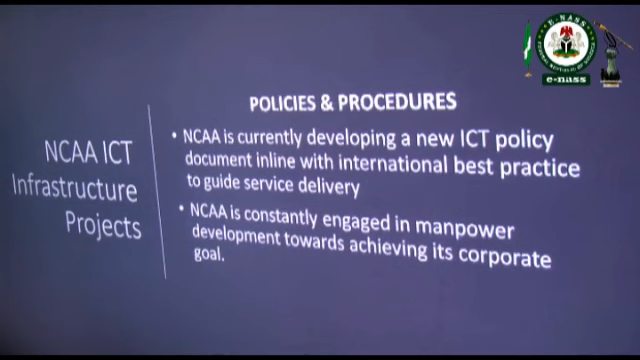 E-NASS
e-nass
POLICIES & PROCEDURES
NCAA ICT
Infrastructure
Projects
• NCAA is currently developing a new ICT policy
document inline with international best practice
to guide service delivery
• NCAA is constantly engaged in manpower
development towards achieving its corporate
goal.